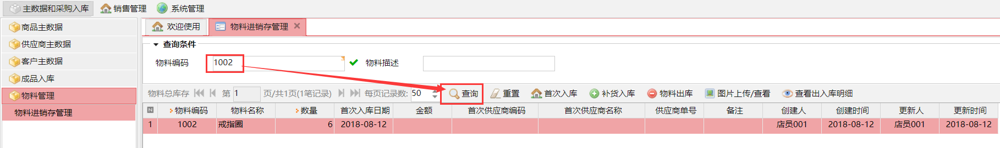 主数据和采购入库 销售管理 系统管理
商品主数据
供应商主数据
客户主数据
成品入库
物料管理
物料进销存管理
欢迎使用 物料进销存管理
查询条件
物料编码 1002 物料描述
物料总库存 第 1 页/共1页(1笔记录) 每页记录数: 50 查询 重置 首次入库 补货入库 物料出库 图片上传/查看 查看出入库明细
N 物料编码 物料名称 数量 首次入库日期 金额 首次供应商编码 首次供应商名称 供应商单号 备注 创建人 创建时间 更新人 更新时间
1 1002 戒指圈 6 2018-08-12 店员001 2018-08-12 店员001 2018-08-12